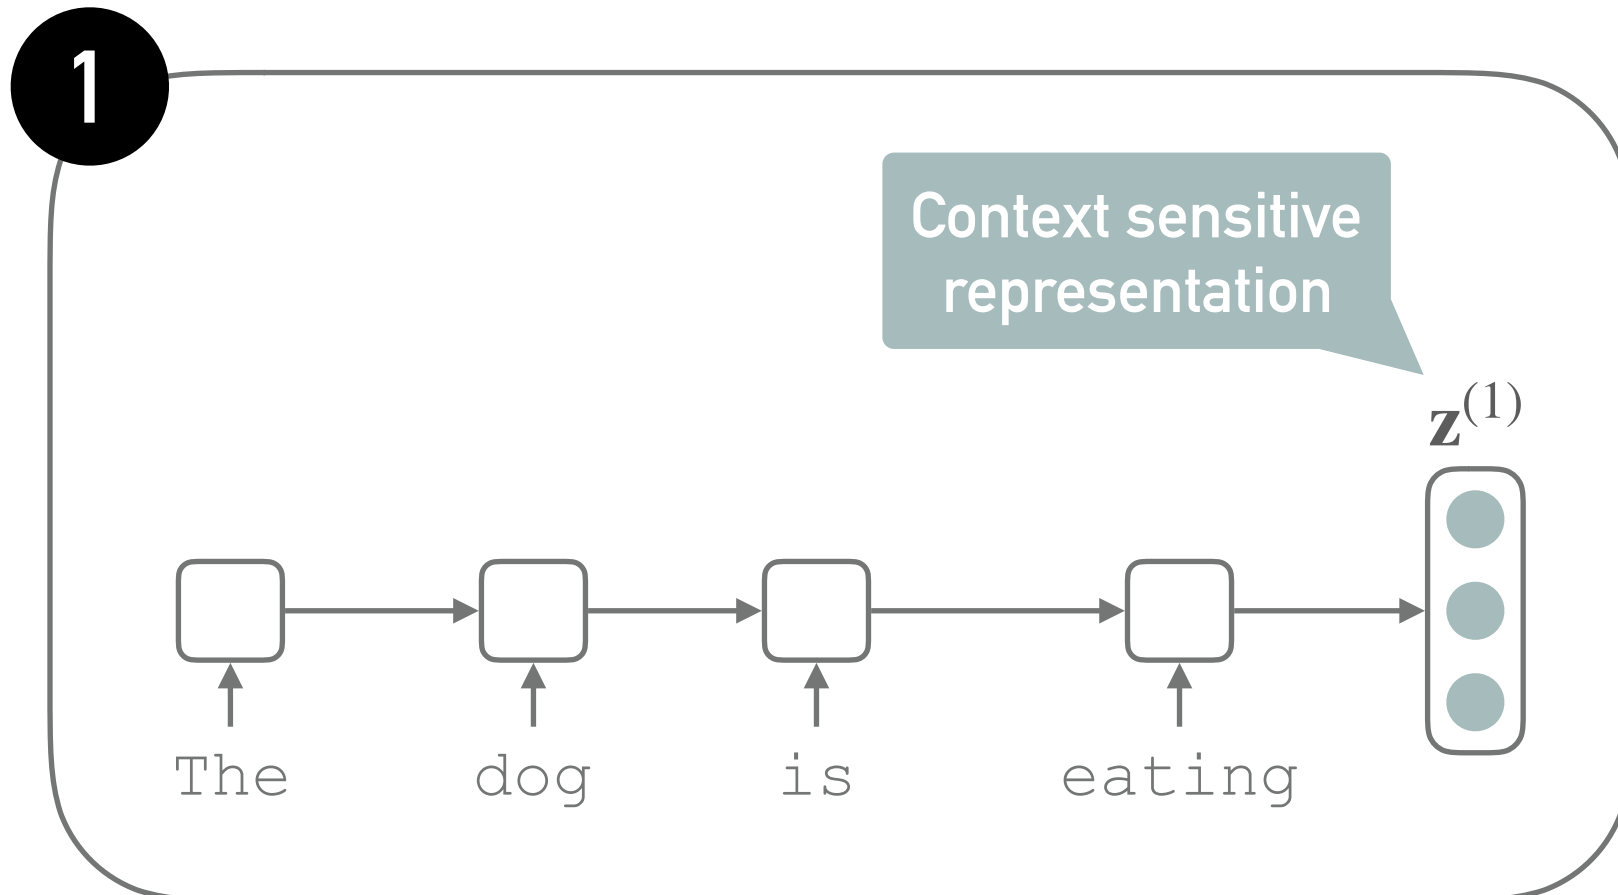 1
Context sensitive
representation
z(1)
The dog is eating